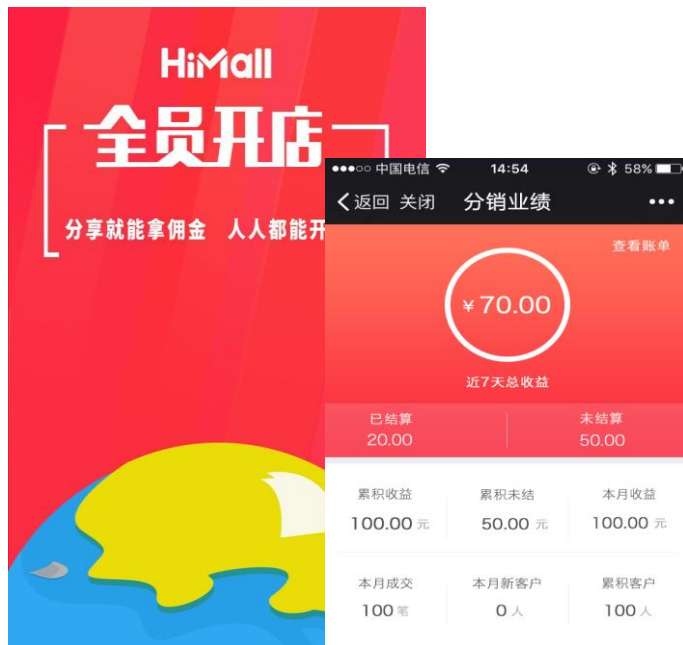 HiMall
全员开店
分享就能拿佣金 人人都能开
中国电信 14:54 58%
返回 关闭 分销业绩
查看账单
¥70.00
近7天总收益
已结算 未结算
20.00 50.00
累积收益 累积未结 本月收益
100.00 元 50.00 元 100.00 元
本月成交 本月新客户 累积客户
100 笔 0 人 100 人